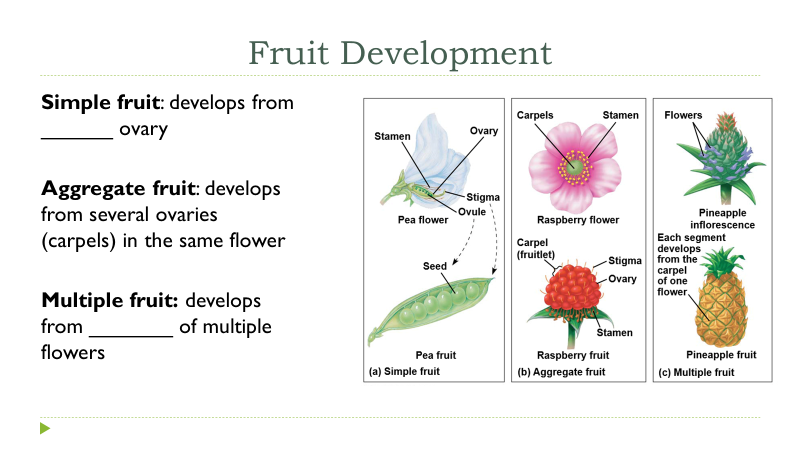 Fruit Development
Simple fruit: develops from
______ ovary
Aggregate fruit: develops
from several ovaries
(carpels) in the same flower
Multiple fruit: develops
from _______ of multiple
flowers
Stamen
Ovary
Stigma
Ovule
Pea flower
Seed
Pea fruit
(a) Simple fruit
Carpels
Stamen
Raspberry flower
Carpel
(fruitlet)
Stigma
Ovary
Stamen
Raspberry fruit
(b) Aggregate fruit
Flowers
Pineapple
inflorescence
Each segment
develops
from the
carpel
of one
flower
Pineapple fruit
(c) Multiple fruit